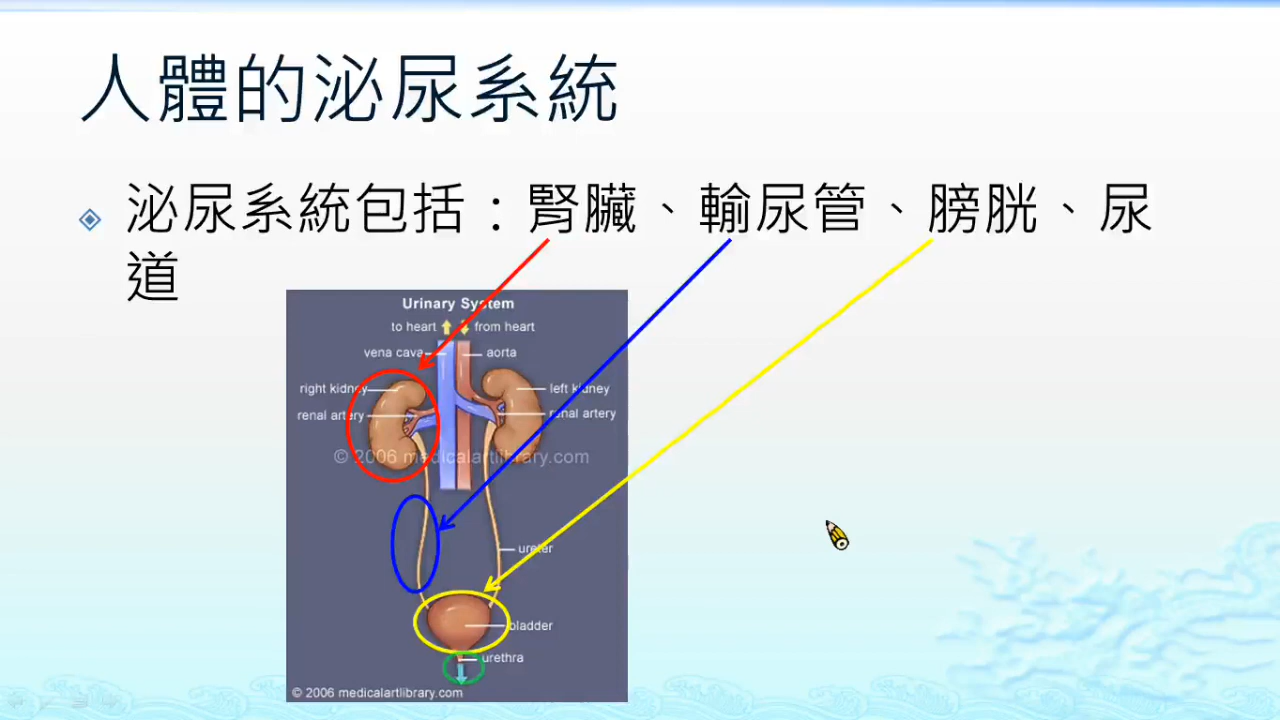 人體的泌尿系統
泌尿系統包括：腎臟、輸尿管、膀胱、尿
道
Urinary System
to heart from heart
vena cava aorta
right kidney left kidney
renal artery renal artery
© 2006 medicalartlibrary.com
ureter
bladder
urethra
© 2006 medicalartlibrary.com